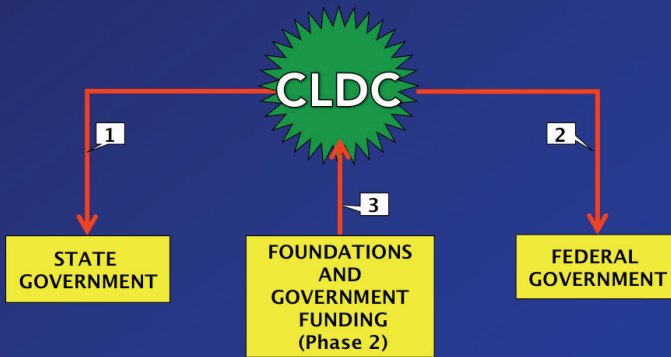 CLDC
1
2
3
STATE
GOVERNMENT
FOUNDATIONS
AND
GOVERNMENT
FUNDING
(Phase 2)
FEDERAL
GOVERNMENT